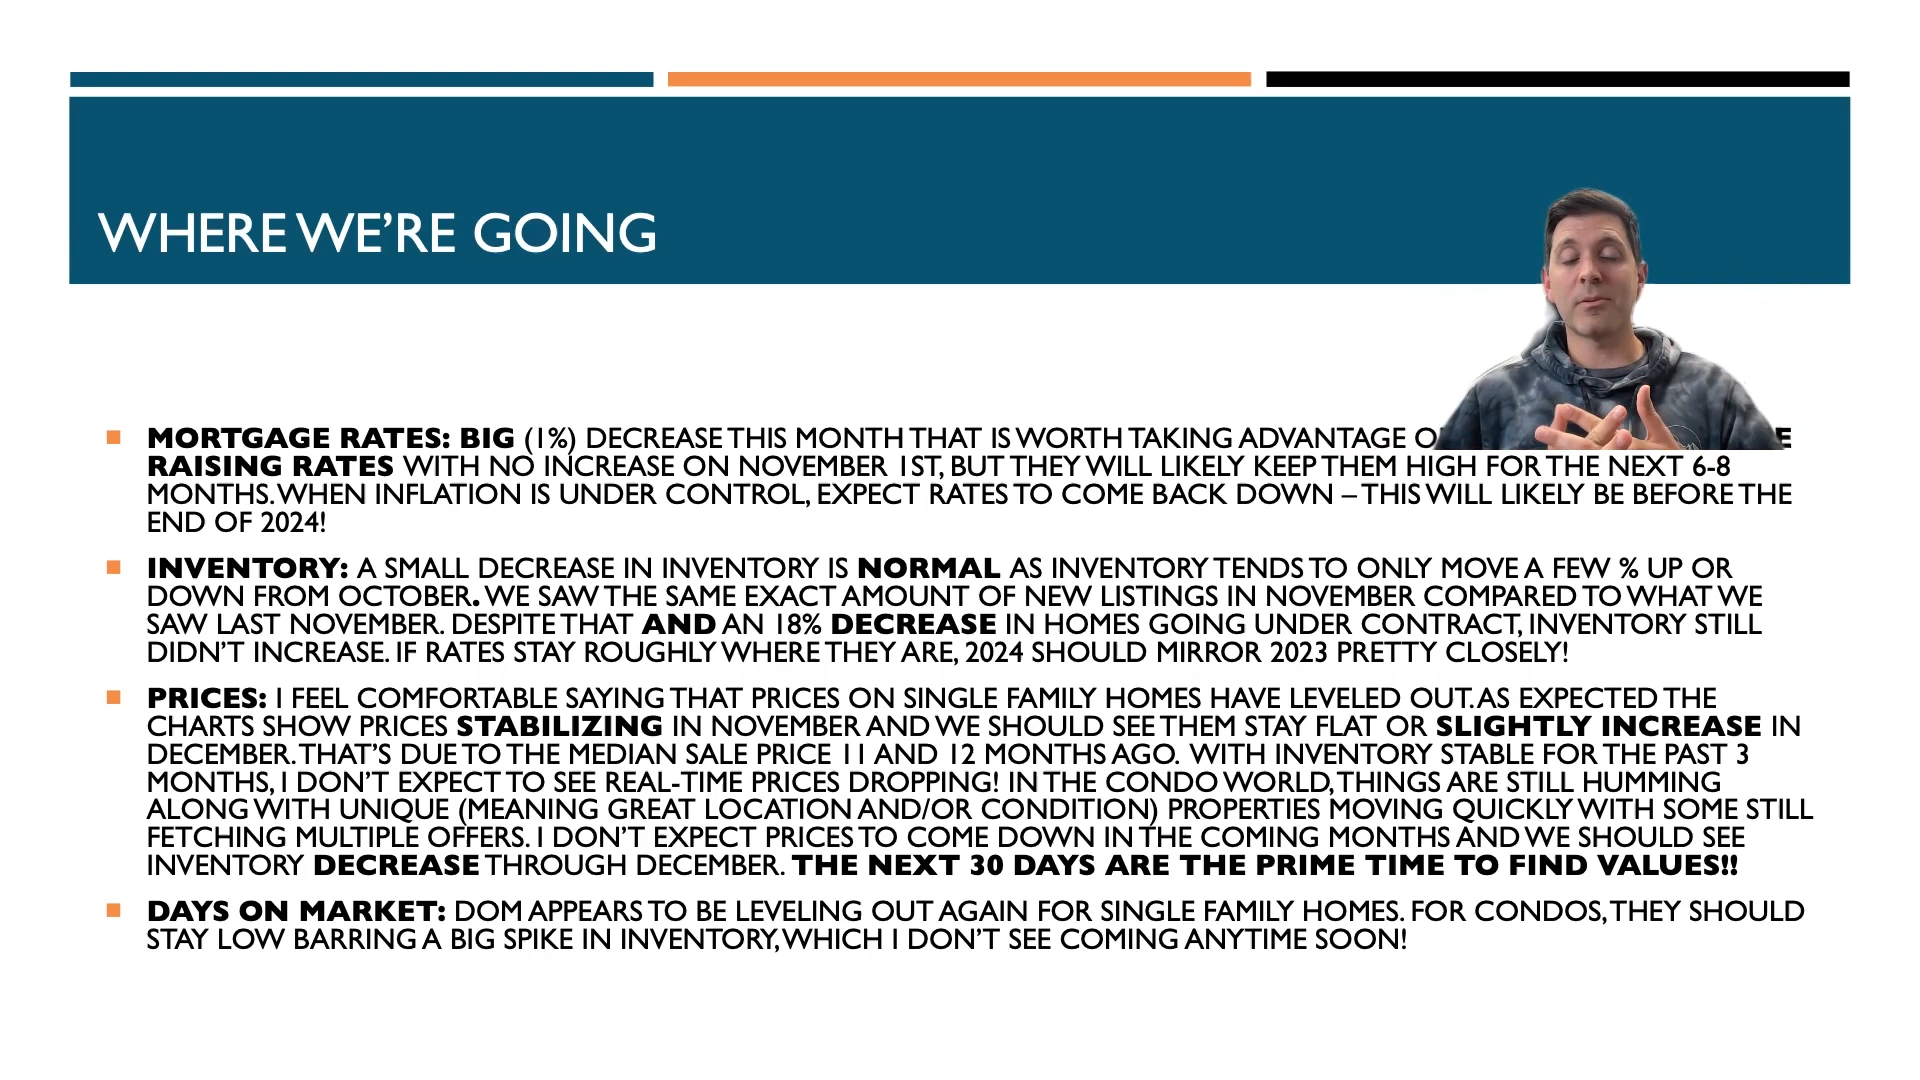 WHERE WE'RE GOING
MORTGAGE RATES: BIG (1%) DECREASE THIS MONTH THAT IS WORTH TAKING ADVANTAGE
RAISING RATES WITH NO INCREASE ON NOVEMBER 1ST, BUT THEY WILL LIKELY KEEP THEM HIGH FOR THE NEXT 6-8
MONTHS. WHEN INFLATION IS UNDER CONTROL, EXPECT RATES TO COME BACK DOWN – THIS WILL LIKELY BE BEFORE THE
END OF 2024!
INVENTORY: A SMALL DECREASE IN INVENTORY IS NORMAL AS INVENTORY TENDS TO ONLY MOVE A FEW % UP OR
DOWN FROM OCTOBER. WE SAW THE SAME EXACT AMOUNT OF NEW LISTINGS IN NOVEMBER COMPARED TO WHAT WE
SAW LAST NOVEMBER. DESPITE THAT AND AN 18% DECREASE IN HOMES GOING UNDER CONTRACT, INVENTORY STILL
DIDN'T INCREASE. IF RATES STAY ROUGHLY WHERE THEY ARE, 2024 SHOULD MIRROR 2023 PRETTY CLOSELY!
PRICES: I FEEL COMFORTABLE SAYING THAT PRICES ON SINGLE FAMILY HOMES HAVE LEVELED OUT. AS EXPECTED THE
CHARTS SHOW PRICES STABILIZING IN NOVEMBER AND WE SHOULD SEE THEM STAY FLAT OR SLIGHTLY INCREASE IN
DECEMBER. THAT'S DUE TO THE MEDIAN SALE PRICE 11 AND 12 MONTHS AGO. WITH INVENTORY STABLE FOR THE PAST 3
MONTHS, I DON'T EXPECT TO SEE REAL-TIME PRICES DROPPING! IN THE CONDO WORLD, THINGS ARE STILL HUMMING
ALONG WITH UNIQUE (MEANING GREAT LOCATION AND/OR CONDITION) PROPERTIES MOVING QUICKLY WITH SOME STILL
FETCHING MULTIPLE OFFERS. I DON'T EXPECT PRICES TO COME DOWN IN THE COMING MONTHS AND WE SHOULD SEE
INVENTORY DECREASE THROUGH DECEMBER. THE NEXT 30 DAYS ARE THE PRIME TIME TO FIND VALUES!!
DAYS ON MARKET: DOM APPEARS TO BE LEVELING OUT AGAIN FOR SINGLE FAMILY HOMES. FOR CONDOS, THEY SHOULD
STAY LOW BARRING A BIG SPIKE IN INVENTORY, WHICH I DON'T SEE COMING ANYTIME SOON!